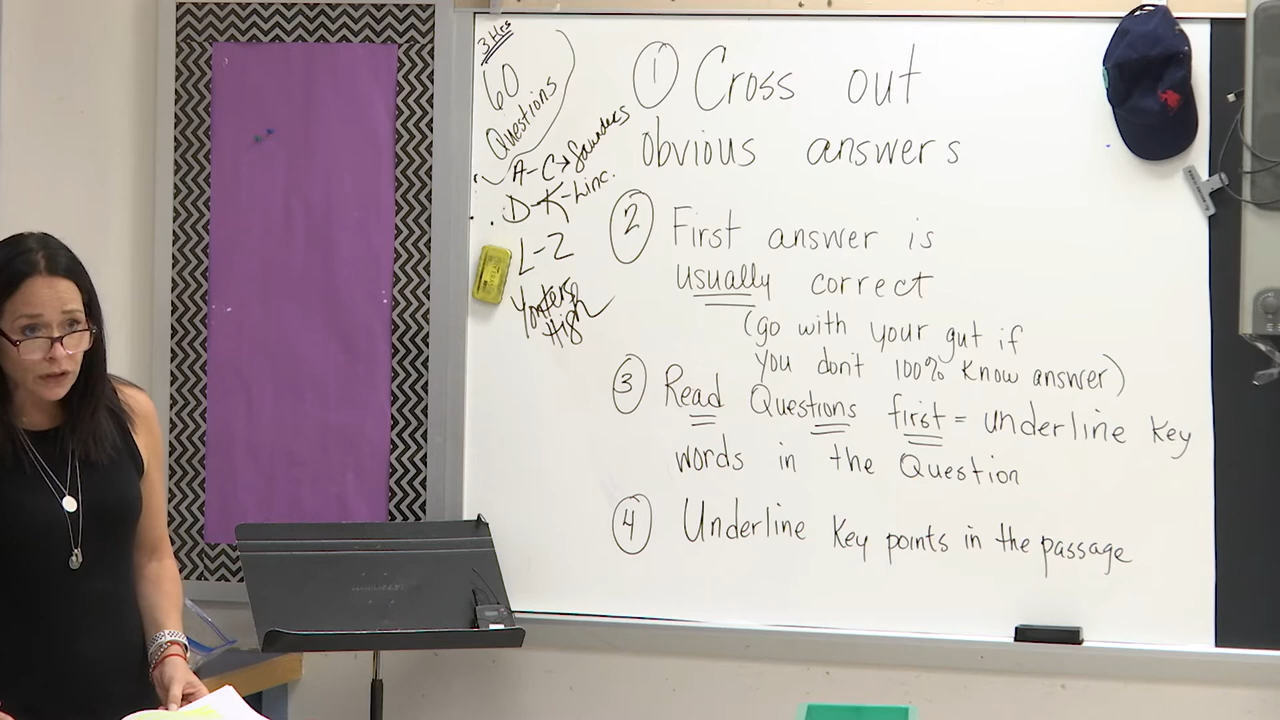 3 Hrs
60
Questions
A-C→Saunders
D-K-Linc.
L-Z
Yonkers
High
① Cross out
obvious answers
② First answer is
usually correct
(go with your gut if
you don't 100% know answer)
③ Read Questions first = underline key
words in the Question
④ Underline key points in the passage